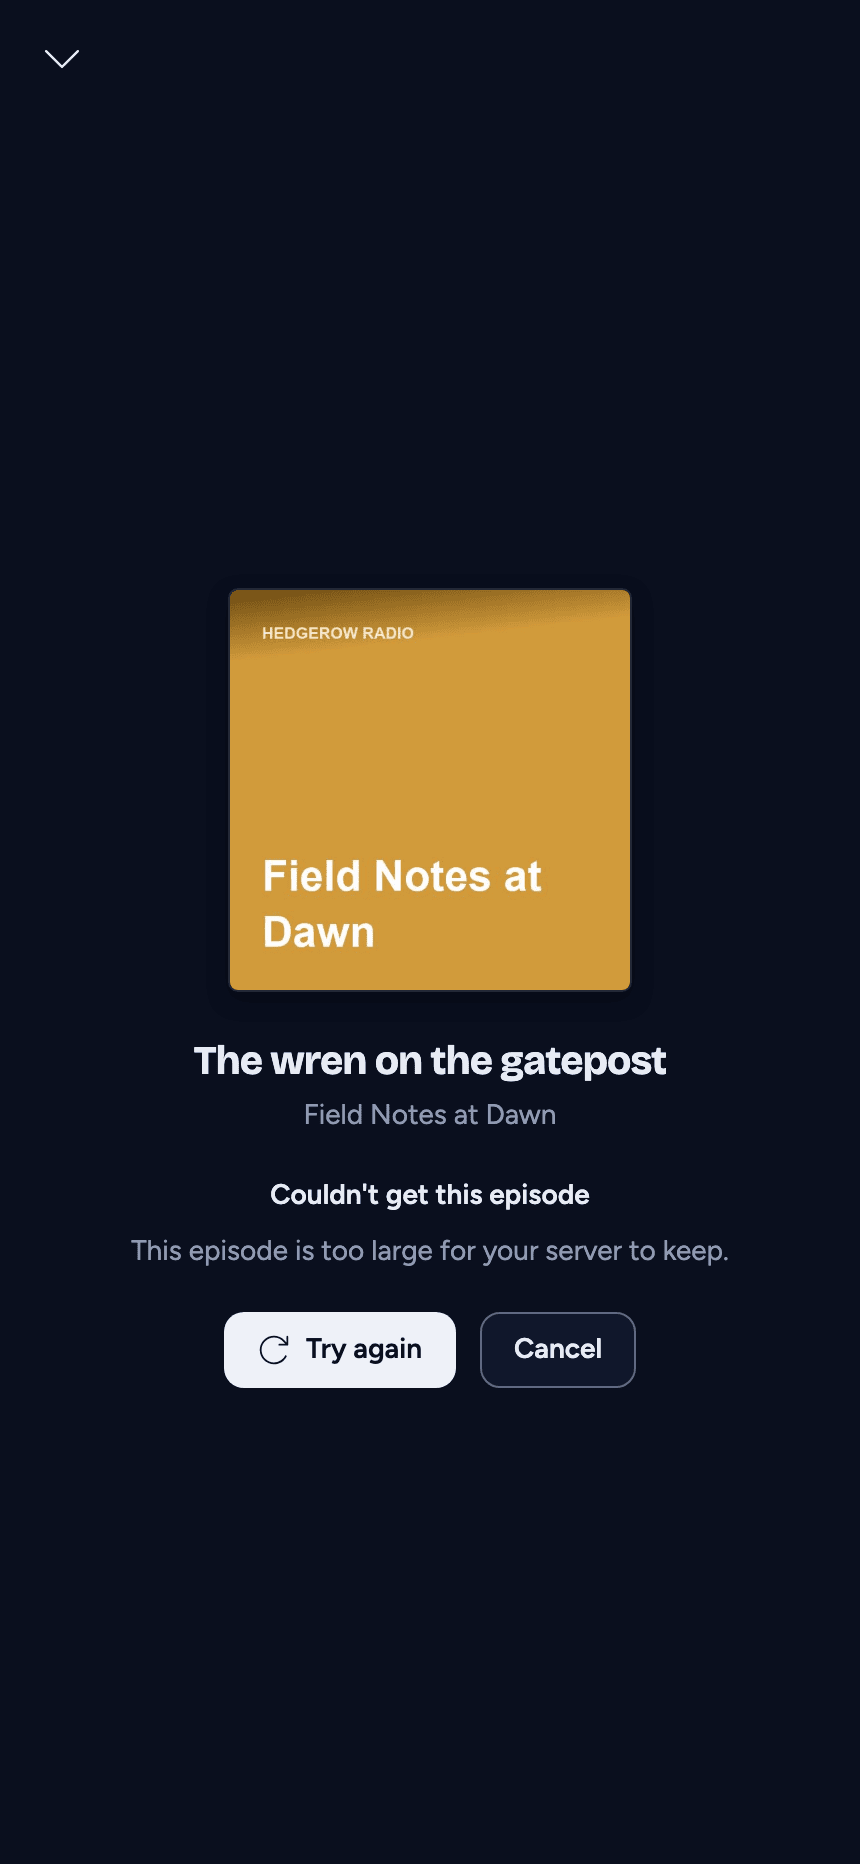 HEDGEROW RADIO
Field Notes at
Dawn
The wren on the gatepost
Field Notes at Dawn
Couldn't get this episode
This episode is too large for your server to keep.
Try again
Cancel